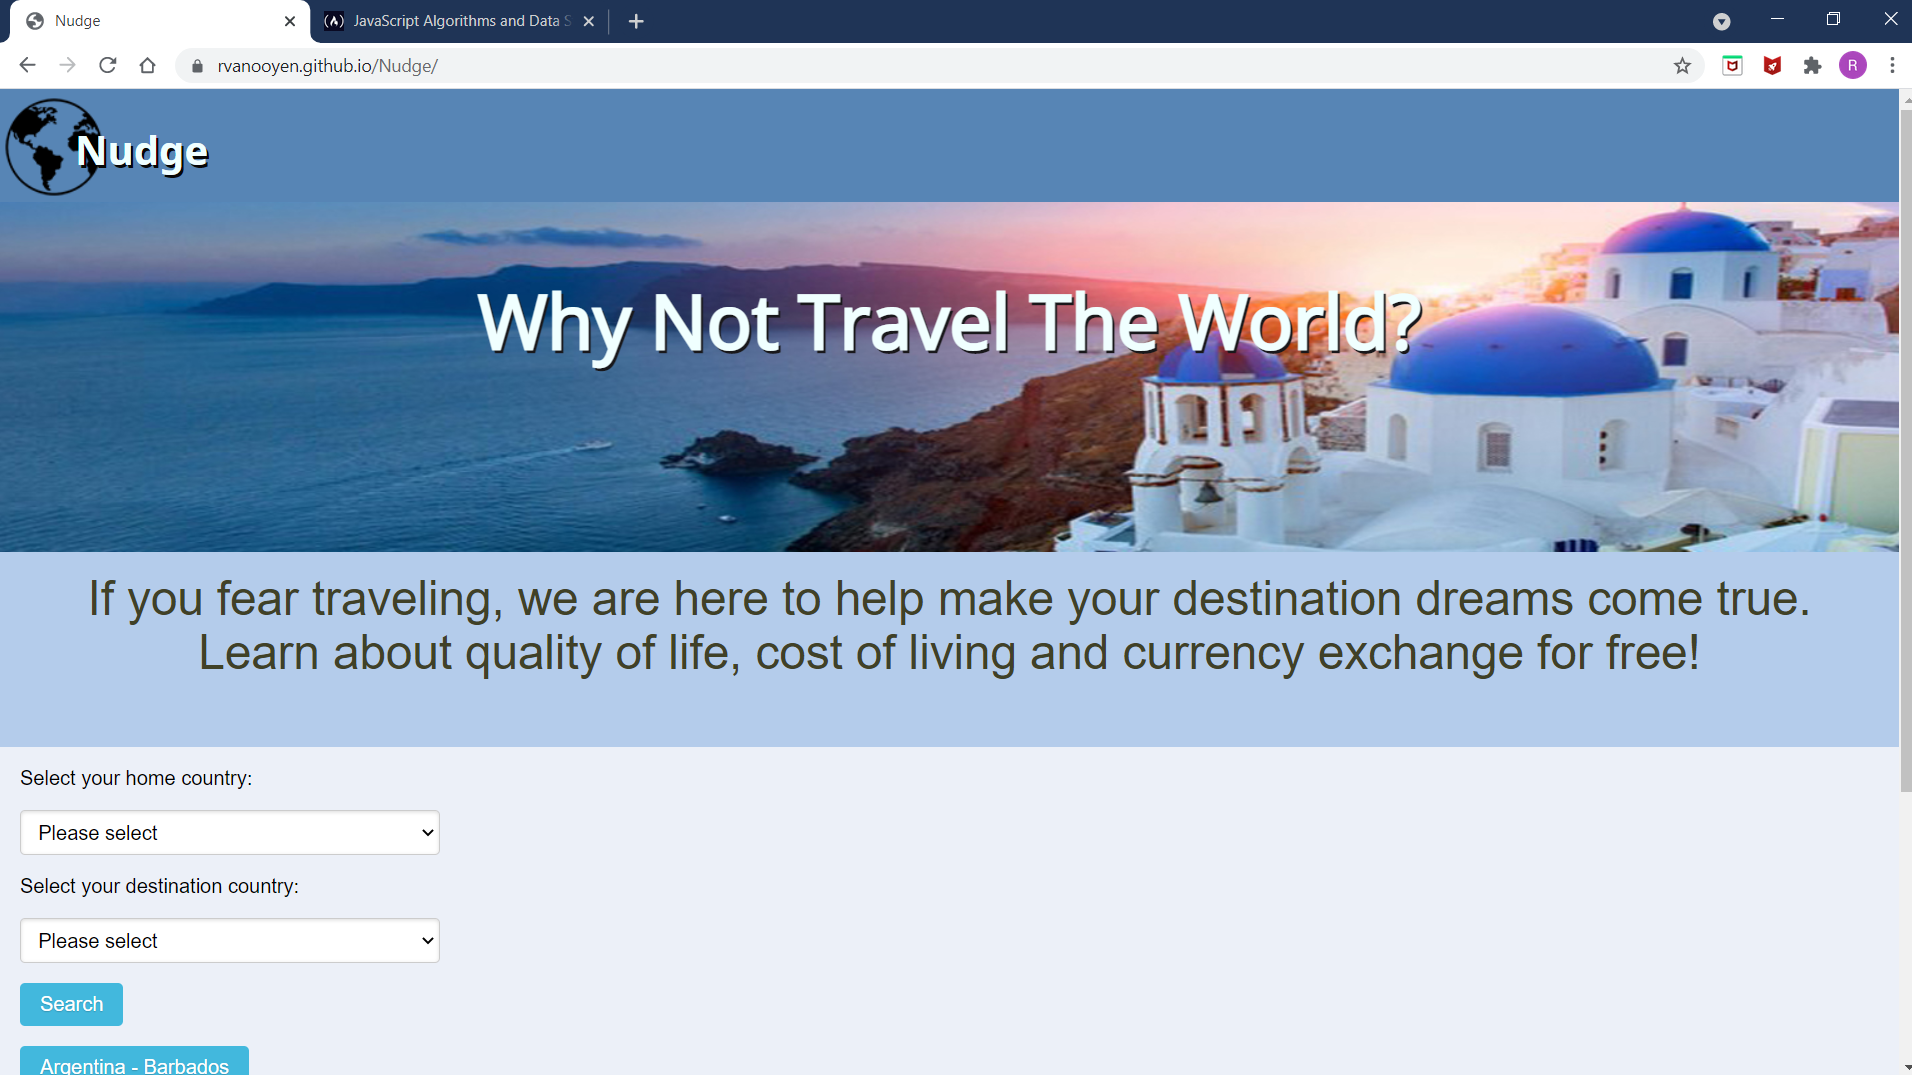 Nudge
JavaScript Algorithms and Data S
rvanooyen.github.io/Nudge/
R
Nudge
Why Not Travel The World?
If you fear traveling, we are here to help make your destination dreams come true.
Learn about quality of life, cost of living and currency exchange for free!
Select your home country:
Please select
Select your destination country:
Please select
Search
Argentina - Barbados